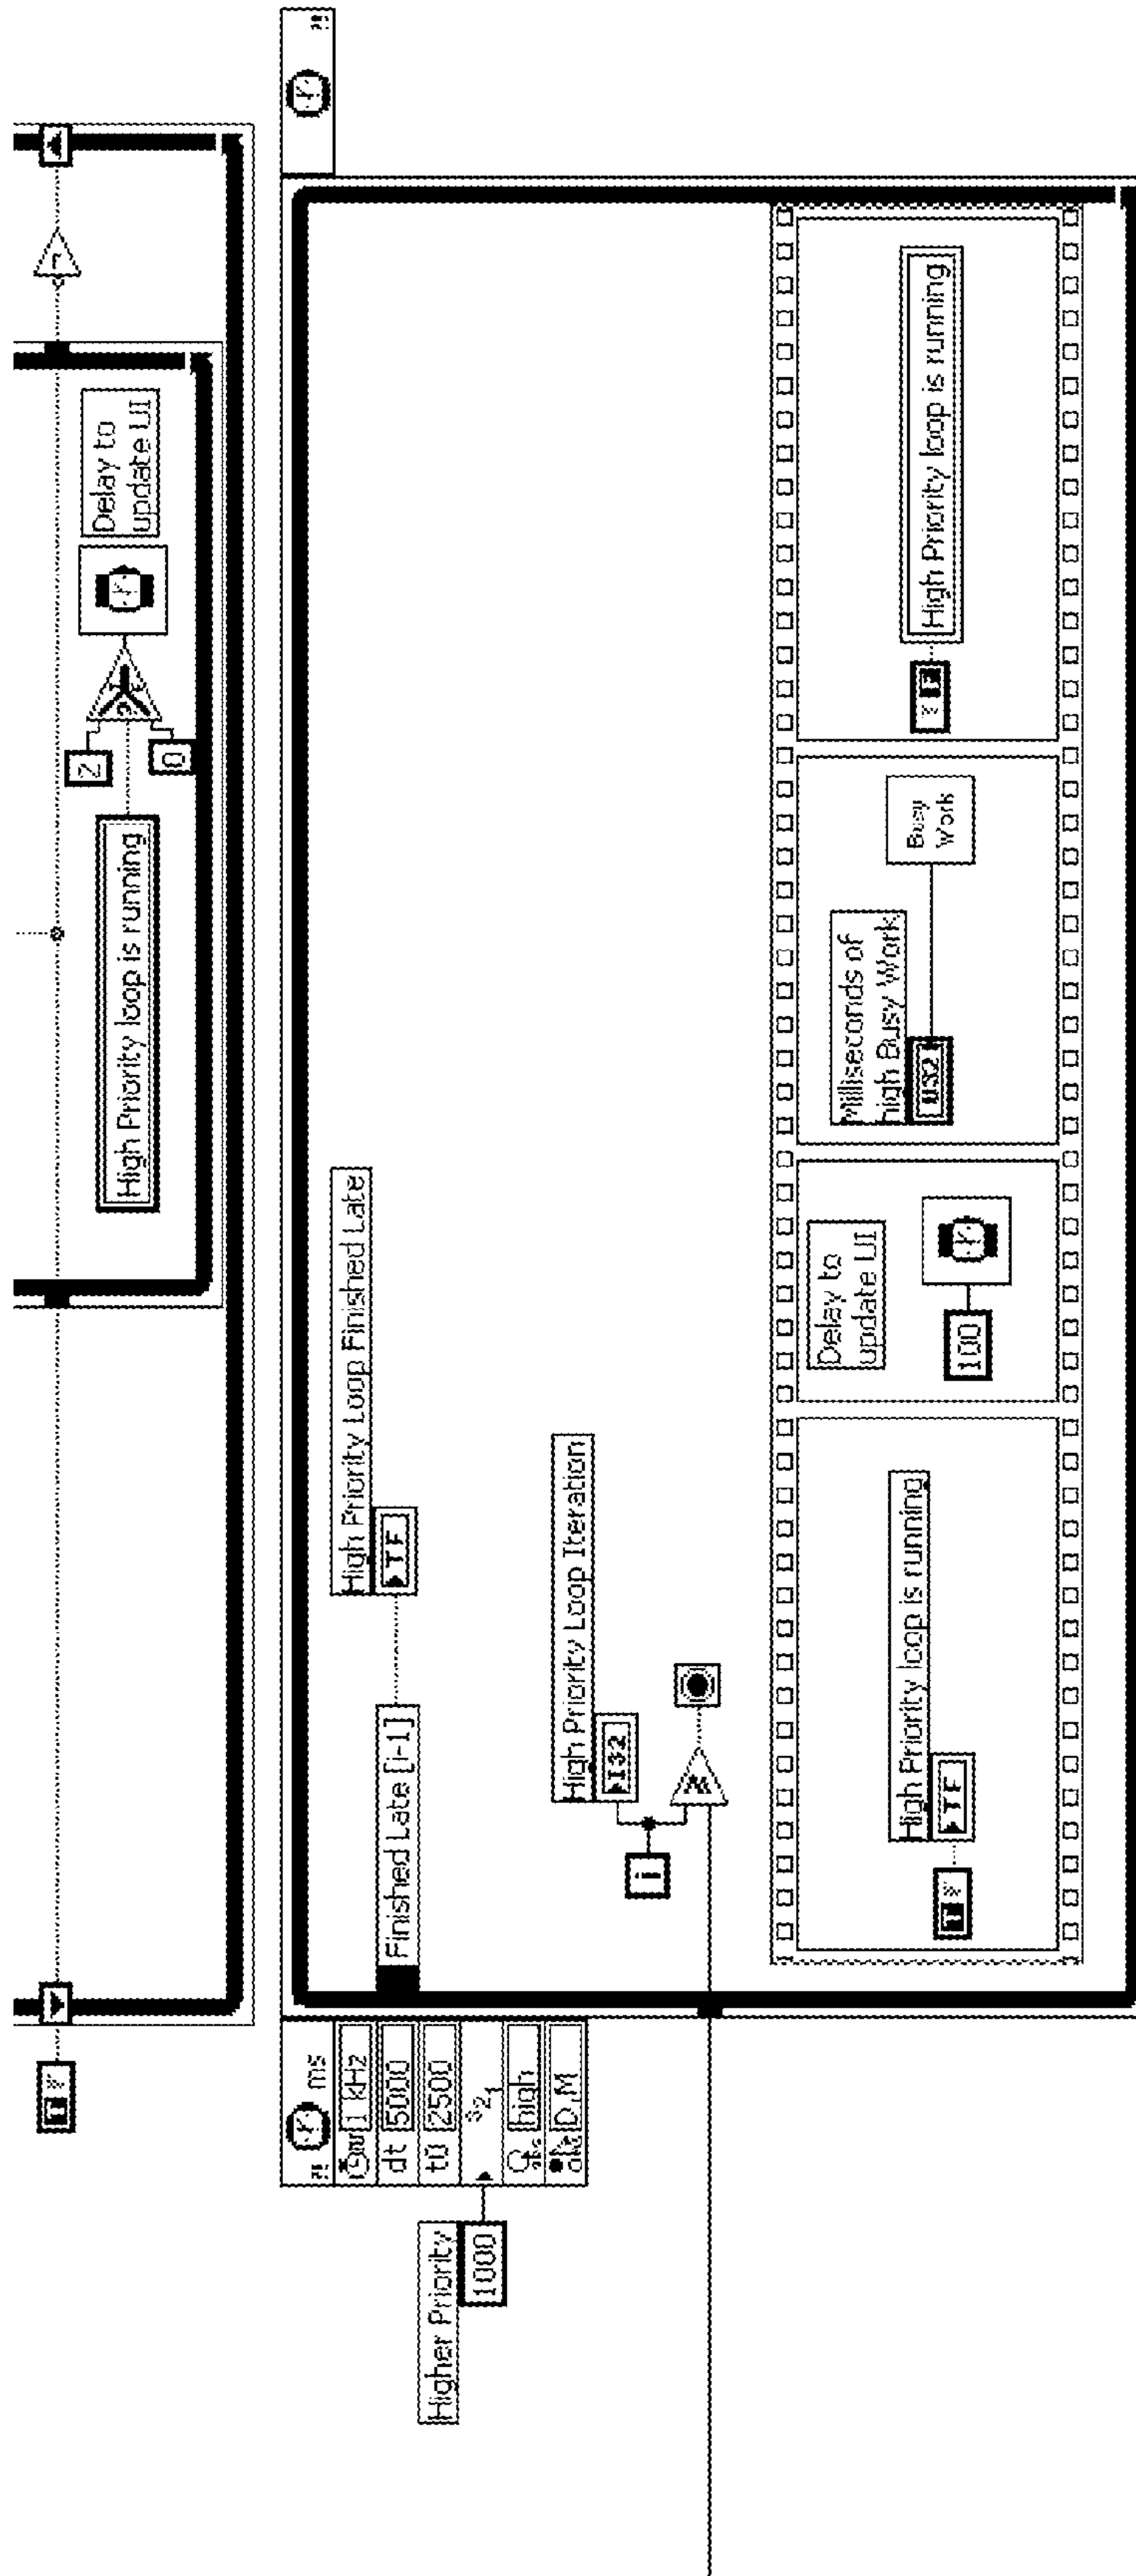 High Priority loop is running
2
0
Delay to
update UI
Higher Priority
1000
ms
1 kHz
dt 5000
t0 2500
high
D,M
Finished Late [i-1]
High Priority Loop Finished Late
TF
High Priority Loop Iteration
I32
i
High Priority loop is running
TF
Delay to
update UI
100
Milliseconds of
high Busy Work
U32
Busy
Work
High Priority loop is running